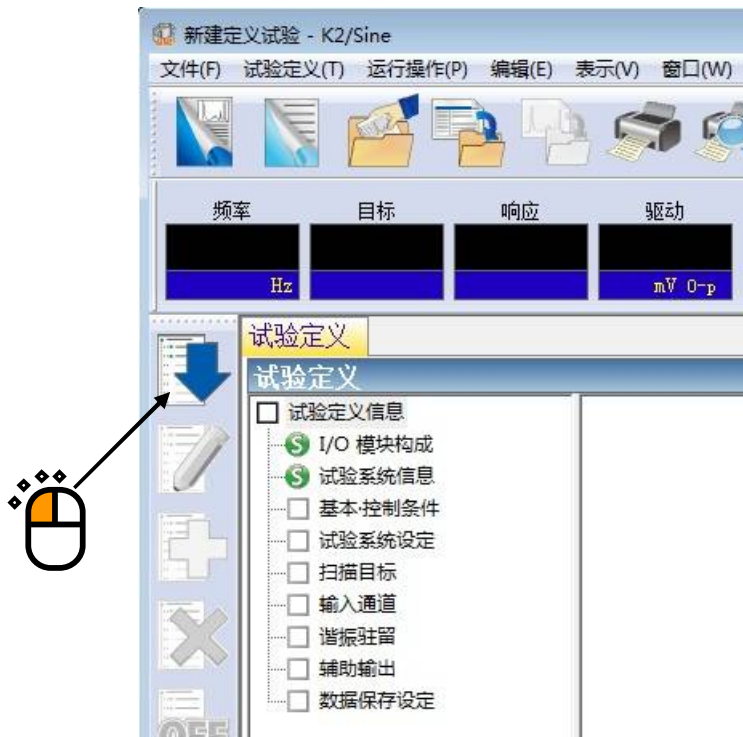 新建定义试验 - K2/Sine
文件(F) 试验定义(T) 运行操作(P) 编辑(E) 表示(V) 窗口(W)
频率 目标 响应 驱动
Hz mV 0-p
试验定义
试验定义
试验定义信息
S I/O 模块构成
S 试验系统信息
基本·控制条件
试验系统设定
扫描目标
输入通道
谐振驻留
辅助输出
数据保存设定
OFF